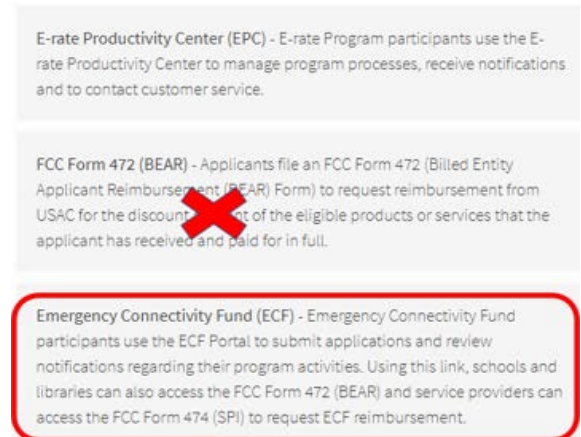 E-rate Productivity Center (EPC) - E-rate Program participants use the E-
rate Productivity Center to manage program processes, receive notifications
and to contact customer service.
FCC Form 472 (BEAR) - Applicants file an FCC Form 472 (Billed Entity
Applicant Reimbursement (BEAR) Form) to request reimbursement from
USAC for the discount of the eligible products or services that the
applicant has received and paid for in full.
Emergency Connectivity Fund (ECF) - Emergency Connectivity Fund
participants use the ECF Portal to submit applications and review
notifications regarding their program activities. Using this link, schools and
libraries can also access the FCC Form 472 (BEAR) and service providers can
access the FCC Form 474 (SPI) to request ECF reimbursement.